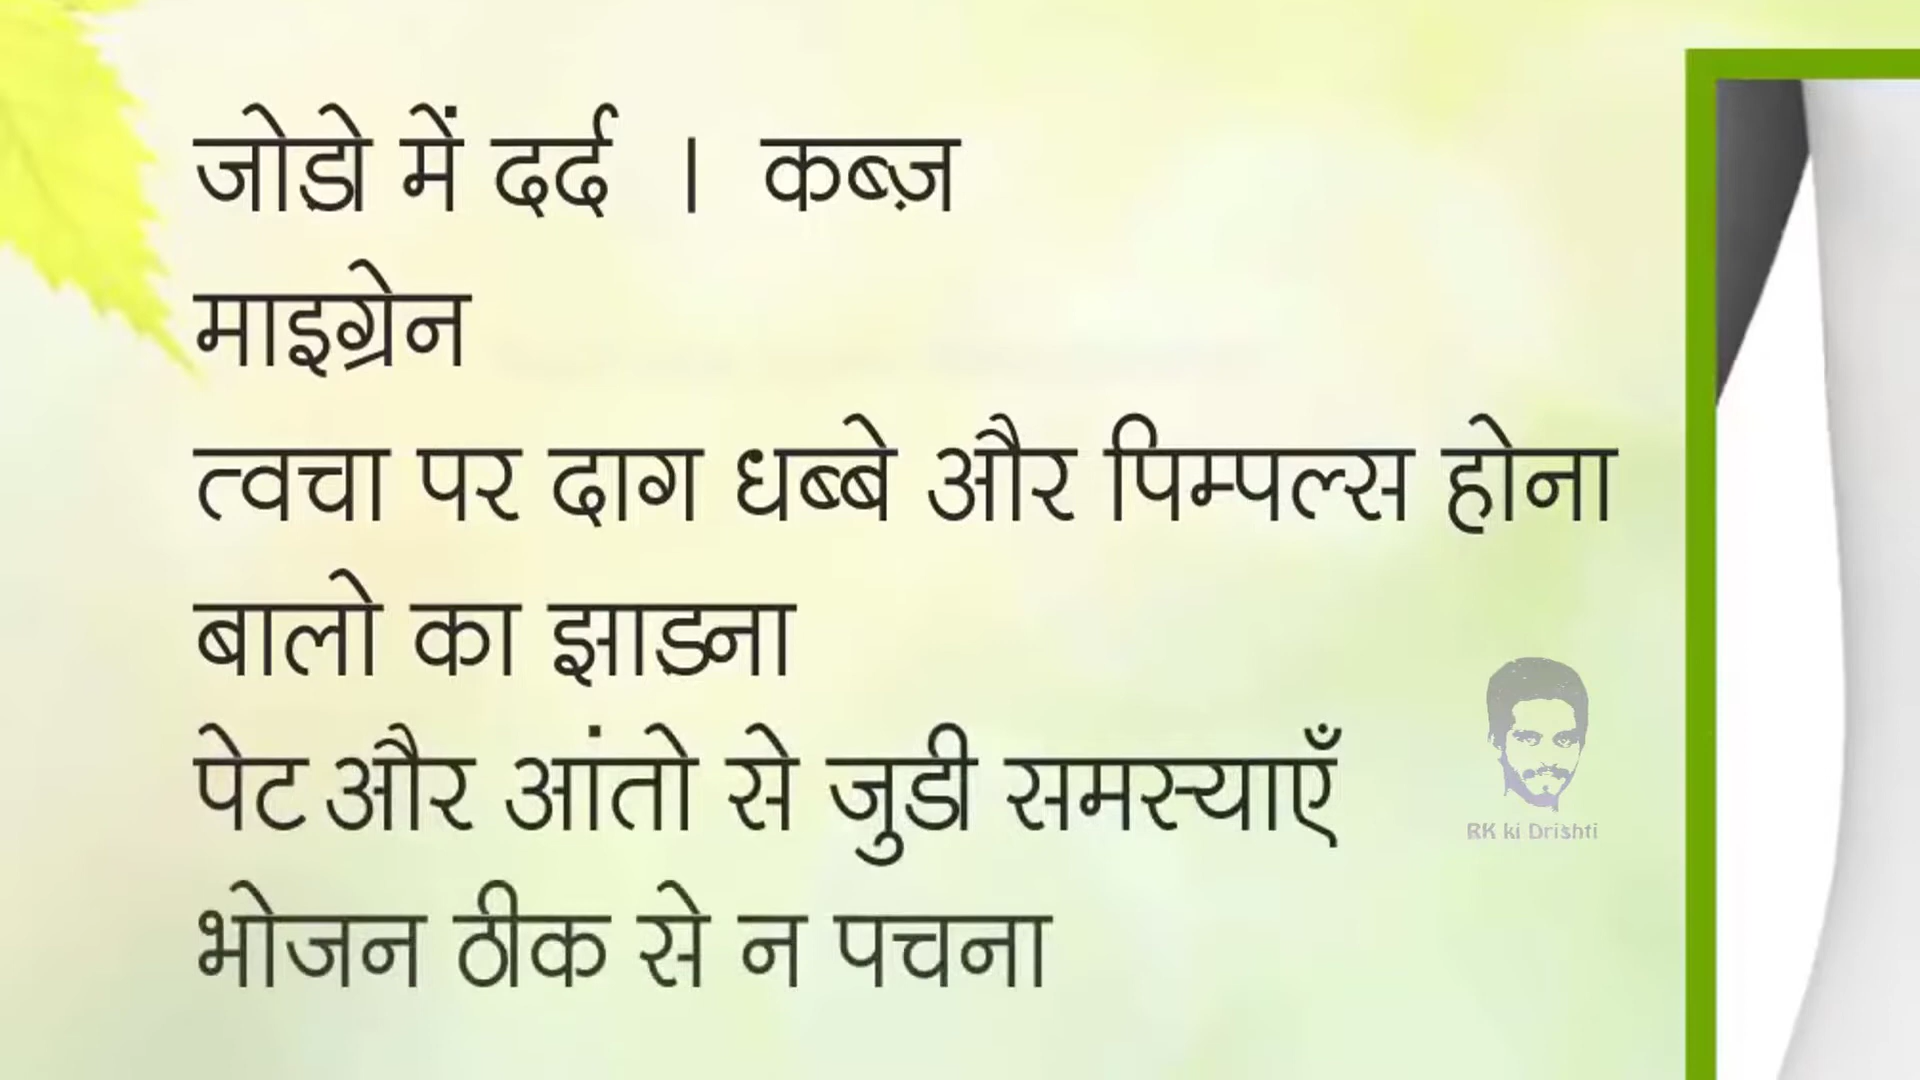 जोडो में दर्द । कब्ज़
माइग्रेन
त्वचा पर दाग धब्बे और पिम्पल्स होना
बालो का झाड़ना
पेट और आंतो से जुडी समस्याएँ
भोजन ठीक से न पचना
RK ki Drishti